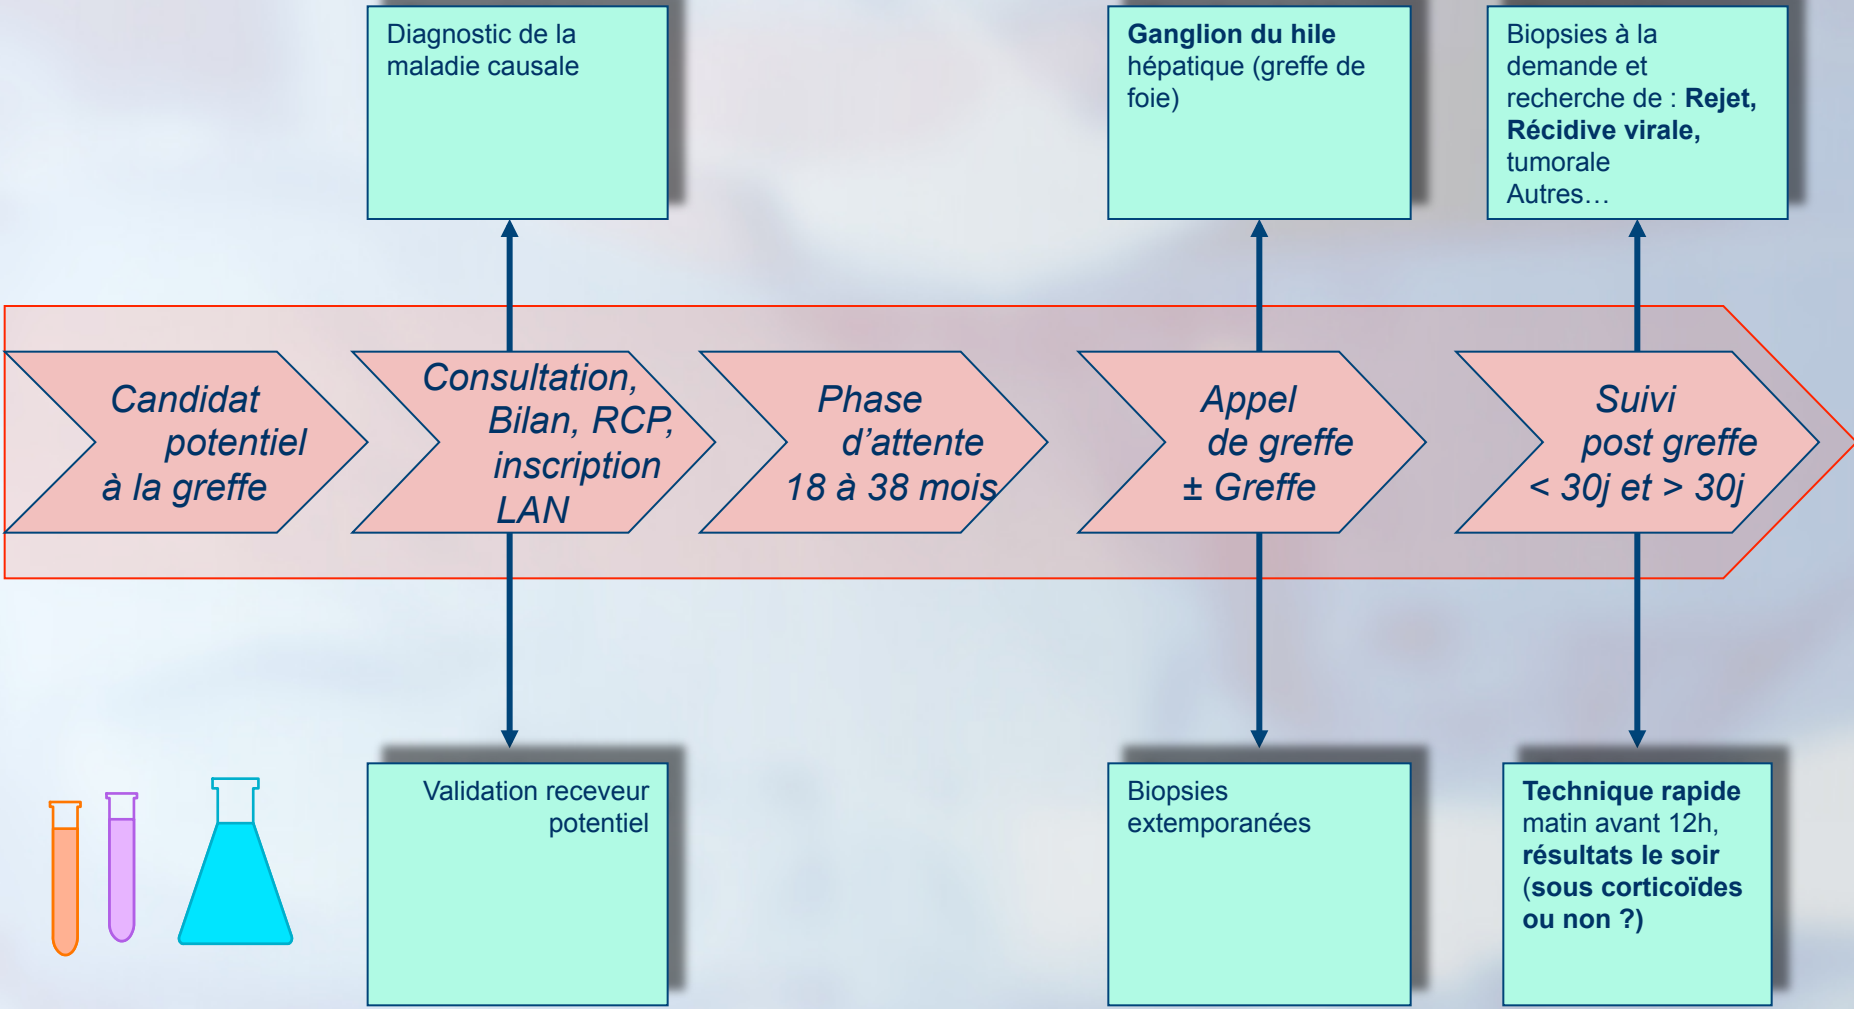 Diagnostic de la
maladie causale
Ganglion du hile
hépatique (greffe de
foie)
Biopsies à la
demande et
recherche de : Rejet,
Récidive virale,
tumorale
Autres…
Candidat
potentiel
à la greffe
Consultation,
Bilan, RCP,
inscription
LAN
Phase
d’attente
18 à 38 mois
Appel
de greffe
± Greffe
Suivi
post greffe
< 30j et > 30j
Validation receveur
potentiel
Biopsies
extemporanées
Technique rapide
matin avant 12h,
résultats le soir
(sous corticoïdes
ou non ?)